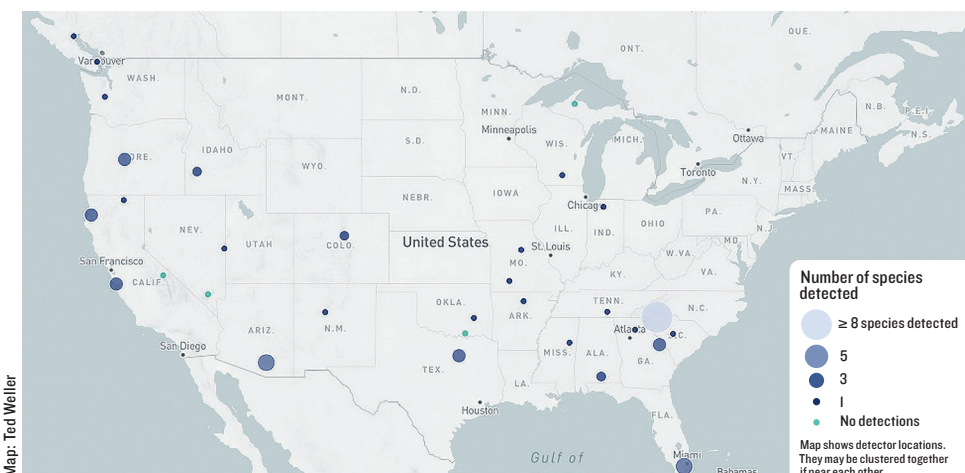 ONT.
QUE.
Vancouver
WASH.
MONT.
N.D.
MINN.
Minneapolis
N.B.
P.E.I.
N.S.
MAINE
Ottawa
S.D.
WIS.
MICH.
Toronto
VT.
ORE.
IDAHO
WYO.
N.Y.
MASS.
NEBR.
IOWA
Chicago
PA.
N.J.
NEV.
UTAH
COLO.
United States
ILL.
IND.
OHIO
MD.
W.VA.
San Francisco
CALIF.
St. Louis
MO.
KY.
VA.
OKLA.
ARK.
TENN.
N.C.
ARIZ.
N.M.
Atlanta
S.C.
San Diego
MISS.
ALA.
GA.
TEX.
LA.
Houston
FLA.
Gulf of
Miami
Bahamas
Number of species
detected
≥ 8 species detected
5
3
1
No detections
Map shows detector locations.
They may be clustered together
if near each other
Map: Ted Weller